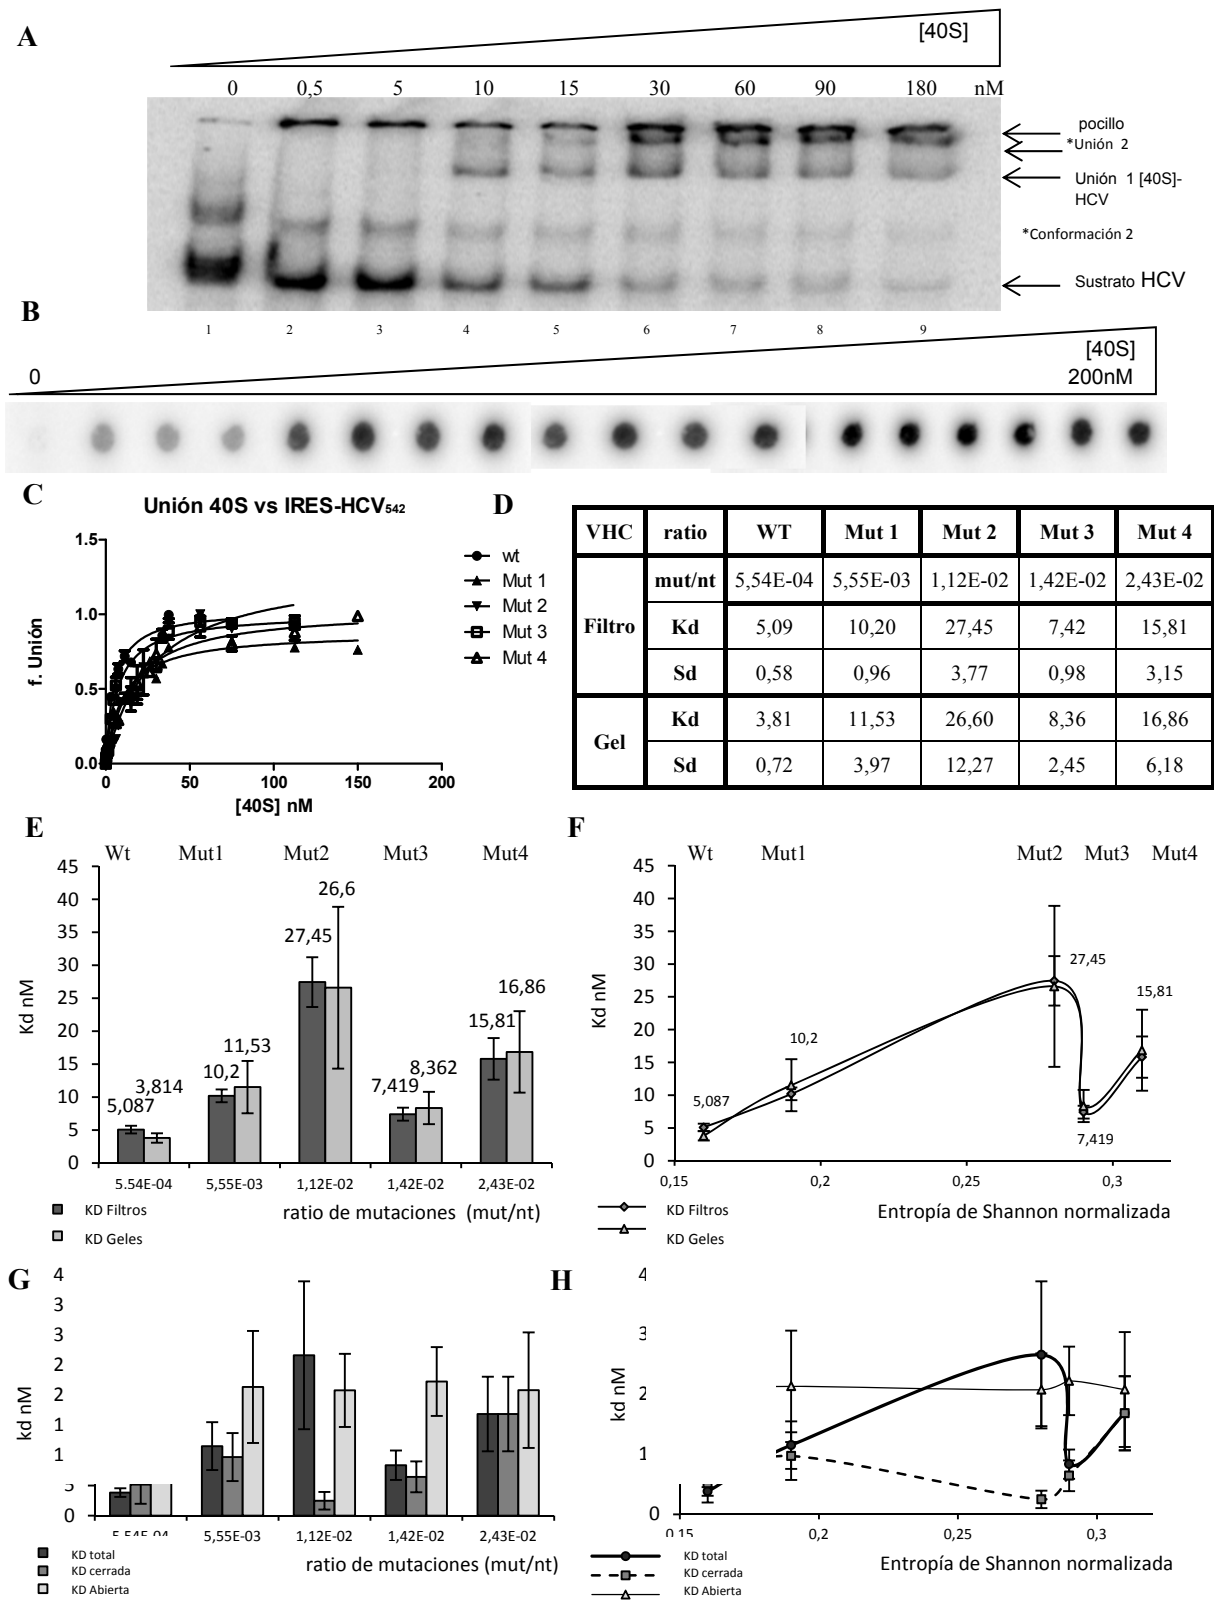 A
[40S]
0 0,5 5 10 15 30 60 90 180 nM
pocillo
*Unión 2
Unión 1 [40S]-
HCV
*Conformación 2
Sustrato HCV
B
1 2 3 4 5 6 7 8 9
[40S]
0 200nM
C
Unión 40S vs IRES-HCV542
1.5
1.0
0.5
0.0
f. Unión
0 50 100 150 200
[40S] nM
wt
Mut 1
Mut 2
Mut 3
Mut 4
D
VHC ratio WT Mut 1 Mut 2 Mut 3 Mut 4
mut/nt 5,54E-04 5,55E-03 1,12E-02 1,42E-02 2,43E-02
Filtro Kd 5,09 10,20 27,45 7,42 15,81
Sd 0,58 0,96 3,77 0,98 3,15
Gel Kd 3,81 11,53 26,60 8,36 16,86
Sd 0,72 3,97 12,27 2,45 6,18
E
Wt Mut1 Mut2 Mut3 Mut4
45
40
35
30
25
20
15
10
5
0
Kd nM
5,087
3,814
10,2
11,53
27,45
26,6
7,419
8,362
15,81
16,86
5.54E-04 5,55E-03 1,12E-02 1,42E-02 2,43E-02
ratio de mutaciones (mut/nt)
KD Filtros
KD Geles
F
Wt Mut1 Mut2 Mut3 Mut4
45
40
35
30
25
20
15
10
5
0
Kd nM
5,087
10,2
27,45
7,419
15,81
0,15 0,2 0,25 0,3
Entropía de Shannon normalizada
KD Filtros
KD Geles
G
4
3
3
2
2
1
1
5
0
kd nM
5,55E-03 1,12E-02 1,42E-02 2,43E-02
ratio de mutaciones (mut/nt)
KD total
KD cerrada
KD Abierta
H
4
3
2
1
0
kd nM
0,15 0,2 0,25 0,3
Entropía de Shannon normalizada
KD total
KD cerrada
KD Abierta